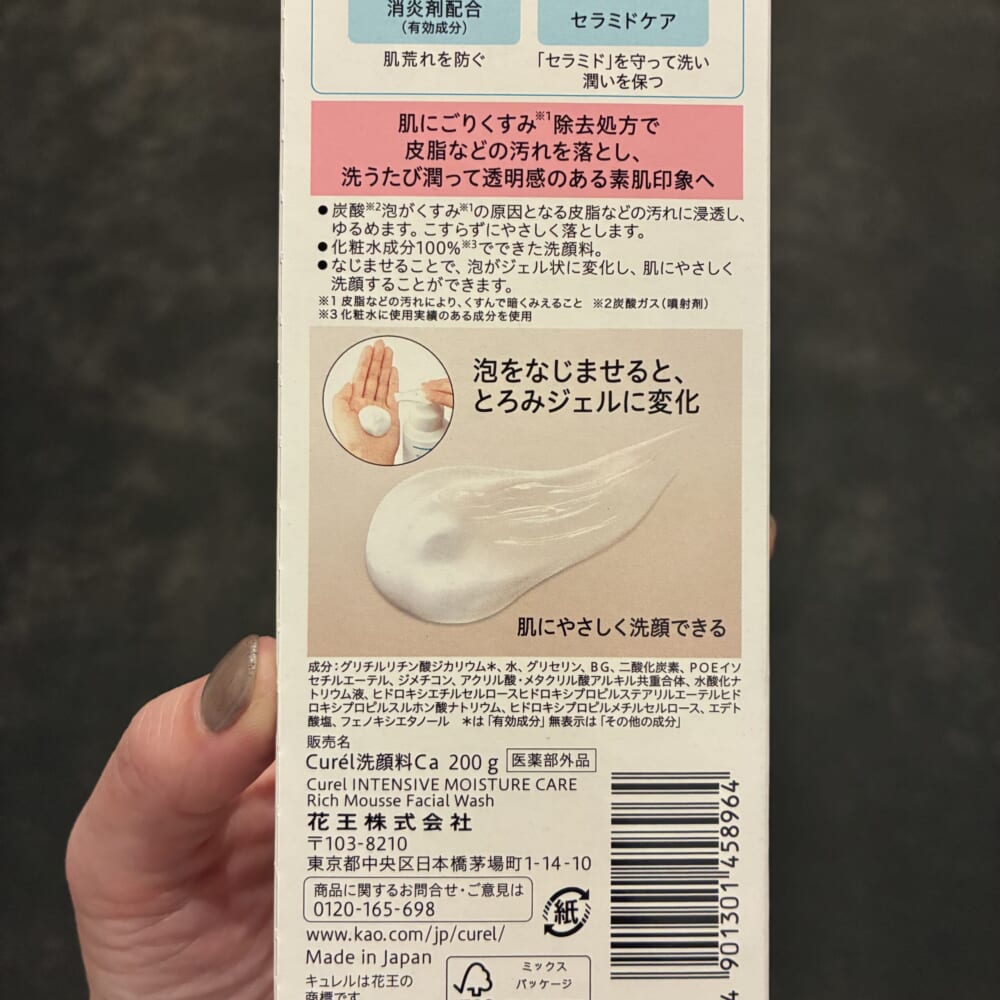 消炎剤配合
(有効成分)
肌荒れを防ぐ
セラミドケア
「セラミド」を守って洗い
潤いを保つ
肌にごりくすみ※1除去処方で
皮脂などの汚れを落とし、
洗うたび潤って透明感のある素肌印象へ
●炭酸※2泡がくすみ※1の原因となる皮脂などの汚れに浸透し、
ゆるめます。こすらずにやさしく落とします。
●化粧水成分100%※3でできた洗顔料。
●なじませることで、泡がジェル状に変化し、肌にやさしく
洗顔することができます。
※1 皮脂などの汚れにより、くすんで暗くみえること ※2炭酸ガス(噴射剤)
※3 化粧水に使用実績のある成分を使用
泡をなじませると、
とろみジェルに変化
肌にやさしく洗顔できる
成分:グリチルリチン酸ジカリウム*、水、グリセリン、BG、二酸化炭素、POEイソ
セチルエーテル、ジメチコン、アクリル酸・メタクリル酸アルキル共重合体、水酸化ナ
トリウム液、ヒドロキシエチルセルロースヒドロキシプロピルステアリルエーテルヒド
ロキシプロピルスルホン酸ナトリウム、ヒドロキシプロピルメチルセルロース、エデト
酸塩、フェノキシエタノール *は「有効成分」無表示は「その他の成分」
販売名
Curél洗顔料Ca 200g 医薬部外品
Curel INTENSIVE MOISTURE CARE
Rich Mousse Facial Wash
花王株式会社
〒103-8210
東京都中央区日本橋茅場町1-14-10
商品に関するお問合せ・ご意見は
0120-165-698
紙
www.kao.com/jp/curel/
Made in Japan
キュレルは花王の
商標です
ミックス
パッケージ
4 901301 458964